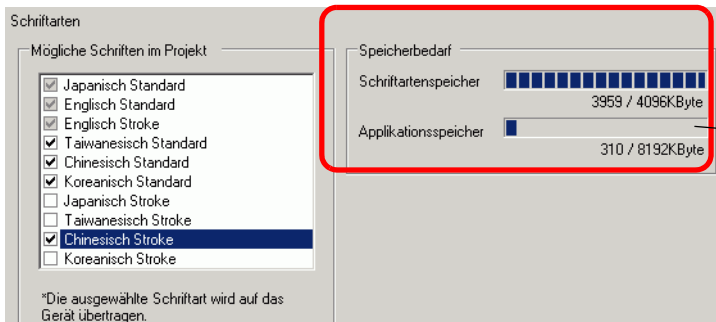 Schriftarten
Mögliche Schriften im Projekt
Japanisch Standard
Englisch Standard
Englisch Stroke
Taiwanesisch Standard
Chinesisch Standard
Koreanisch Standard
Japanisch Stroke
Taiwanesisch Stroke
Chinesisch Stroke
Koreanisch Stroke
*Die ausgewählte Schriftart wird auf das
Gerät übertragen.
Speicherbedarf
Schriftartenspeicher
3959 / 4096KByte
Applikationsspeicher
310 / 8192KByte